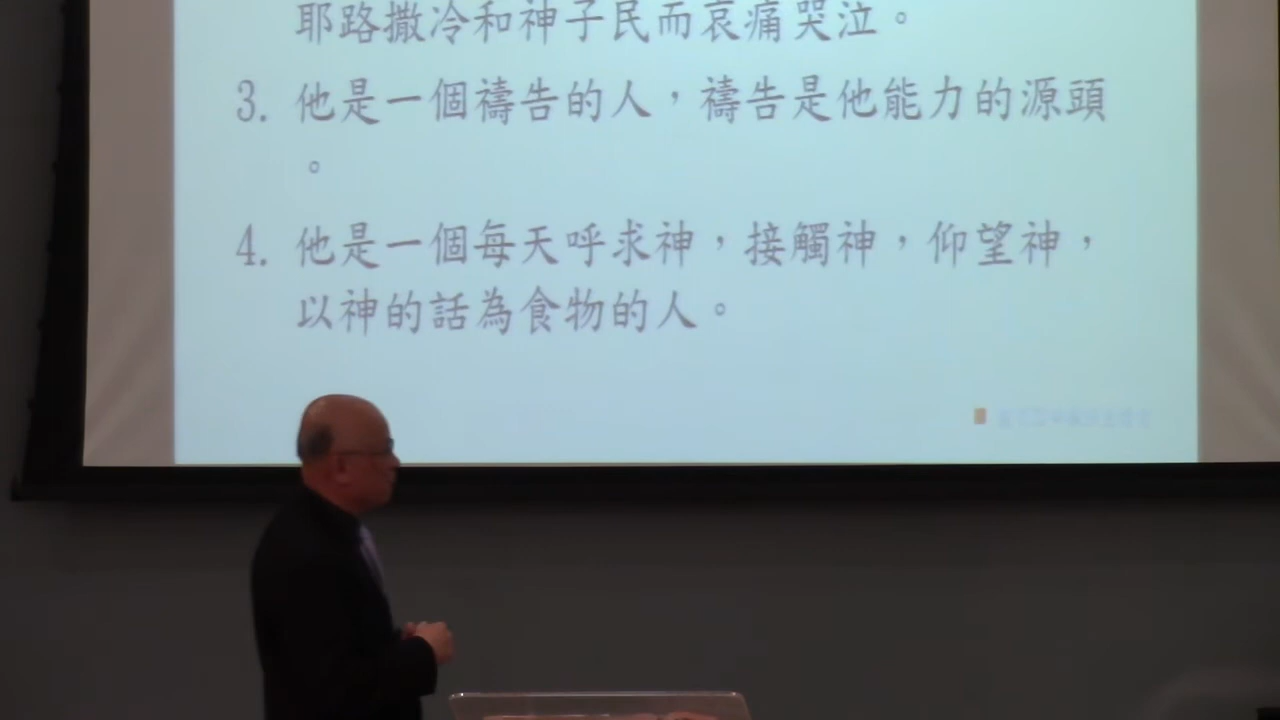 耶路撒冷和神子民而哀痛哭泣。
3. 他是一個禱告的人，禱告是他能力的源頭
。
4. 他是一個每天呼求神，接觸神，仰望神，
以神的話為食物的人。